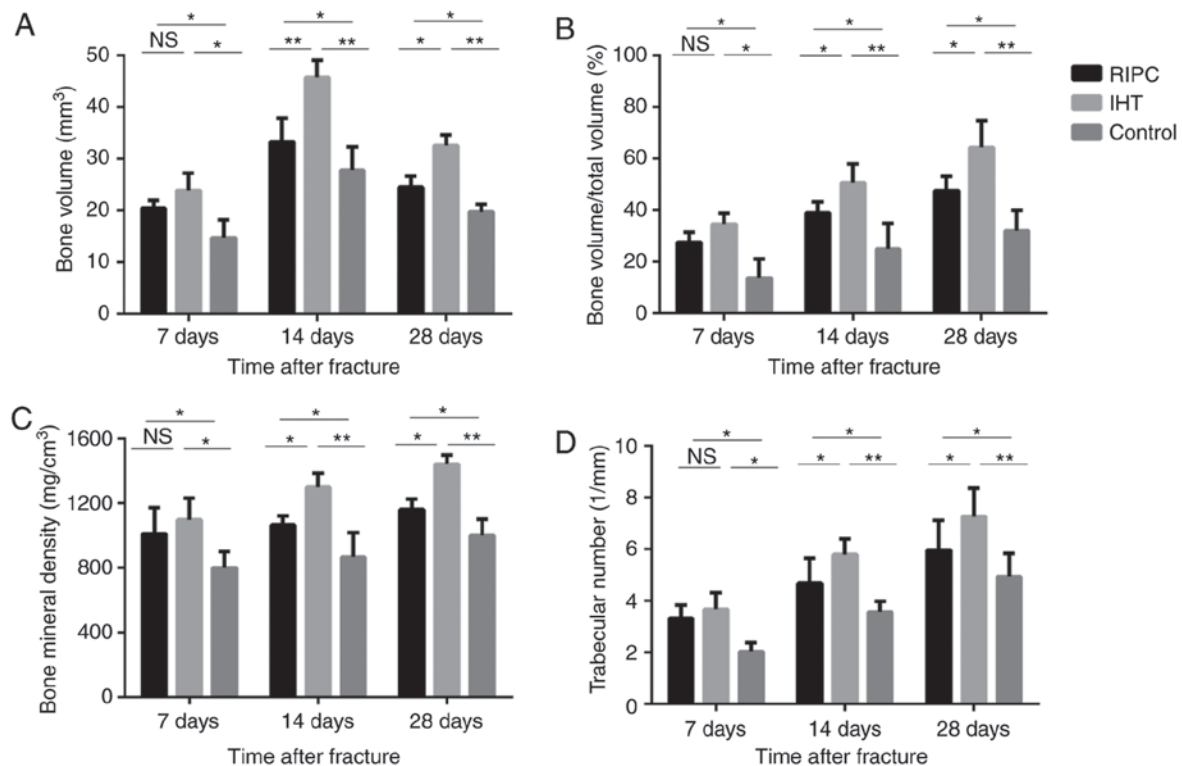 A
*
*
*
NS
*
**
**
*
**
50
40
30
20
10
0
Bone volume (mm³)
7 days
14 days
28 days
Time after fracture
B
*
*
*
NS
*
*
**
*
**
100
80
60
40
20
0
Bone volume/total volume (%)
7 days
14 days
28 days
Time after fracture
RIPC
IHT
Control
C
*
*
*
NS
*
*
**
*
**
1600
1200
800
400
0
Bone mineral density (mg/cm³)
7 days
14 days
28 days
Time after fracture
D
*
*
*
NS
*
*
**
*
**
10
8
6
4
2
0
Trabecular number (1/mm)
7 days
14 days
28 days
Time after fracture